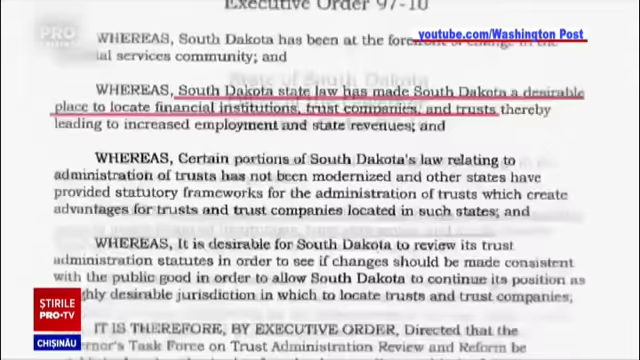 Executive Order 97-10
youtube.com/Washington Post
PRO
WHEREAS, South Dakota has been at the forefront of change in the
ial services community; and
WHEREAS, South Dakota state law has made South Dakota a desirable
place to locate financial institutions, trust companies, and trusts thereby
leading to increased employment and state revenues; and
WHEREAS, Certain portions of South Dakota's law relating to
administration of trusts has not been modernized and other states have
provided statutory frameworks for the administration of trusts which create
advantages for trusts and trust companies located in such states; and
WHEREAS, It is desirable for South Dakota to review its trust
administration statutes in order to see if changes should be made consistent
with the public good in order to allow South Dakota to continue its position as
ghly desirable jurisdiction in which to locate trusts and trust companies;
IT IS THEREFORE, BY EXECUTIVE ORDER, Directed that the
rnor's Task Force on Trust Administration Review and Reform be
ȘTIRILE
PRO·TV
CHIȘINĂU